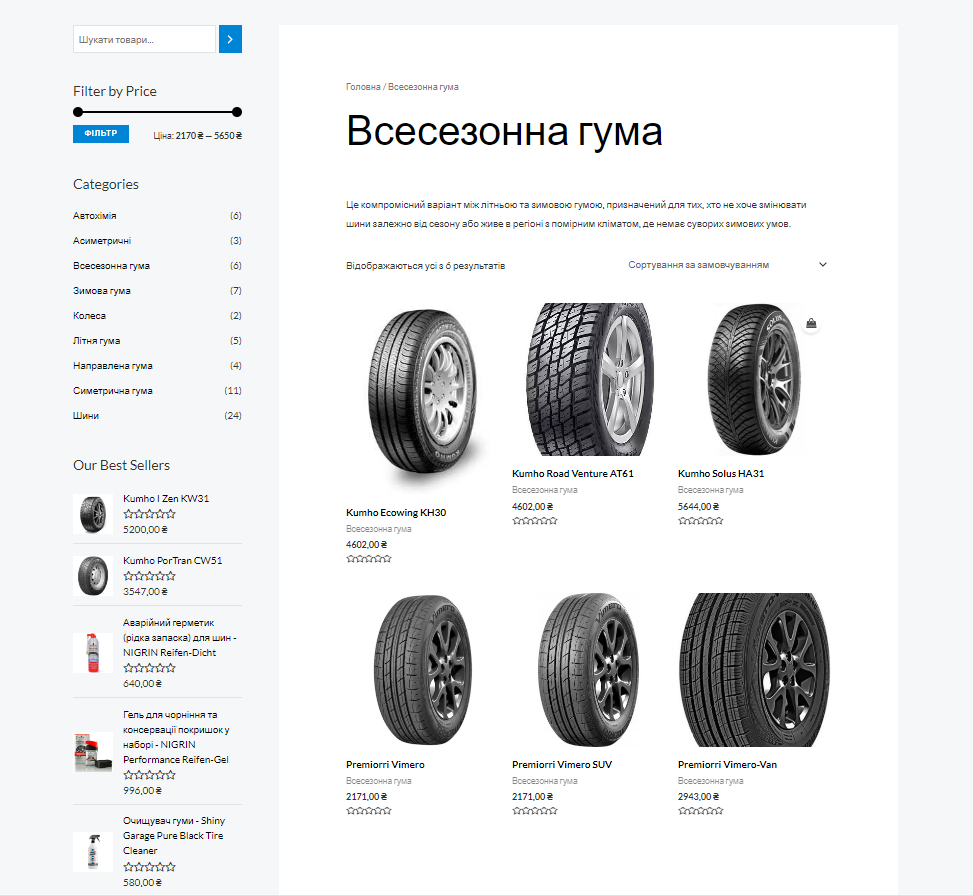 Шукати товари...
Filter by Price
ФІЛЬТР
Ціна: 2170 ₴ — 5650 ₴
Categories
Автохімія (6)
Асиметричні (3)
Всесезонна гума (6)
Зимова гума (7)
Колеса (2)
Літня гума (5)
Направлена гума (4)
Симетрична гума (11)
Шини (24)
Our Best Sellers
Kumho I Zen KW31
5200,00 ₴
Kumho PorTran CW51
3547,00 ₴
Аварійний герметик
(рідка запаска) для шин -
NIGRIN Reifen-Dicht
640,00 ₴
Гель для чорніння та
консервації покришок у
наборі - NIGRIN
Performance Reifen-Gel
996,00 ₴
Очищувач гуми - Shiny
Garage Pure Black Tire
Cleaner
580,00 ₴
Головна / Всесезонна гума
Всесезонна гума
Це компромісний варіант між літньою та зимовою гумою, призначений для тих, хто не хоче змінювати
шини залежно від сезону або живе в регіоні з помірним кліматом, де немає суворих зимових умов.
Відображаються усі з 6 результатів
Сортування за замовчуванням
Kumho Ecowing KH30
Всесезонна гума
4602,00 ₴
Kumho Road Venture AT61
Всесезонна гума
4602,00 ₴
Kumho Solus HA31
Всесезонна гума
5644,00 ₴
Premiorri Vimero
Всесезонна гума
2171,00 ₴
Premiorri Vimero SUV
Всесезонна гума
2171,00 ₴
Premiorri Vimero-Van
Всесезонна гума
2943,00 ₴